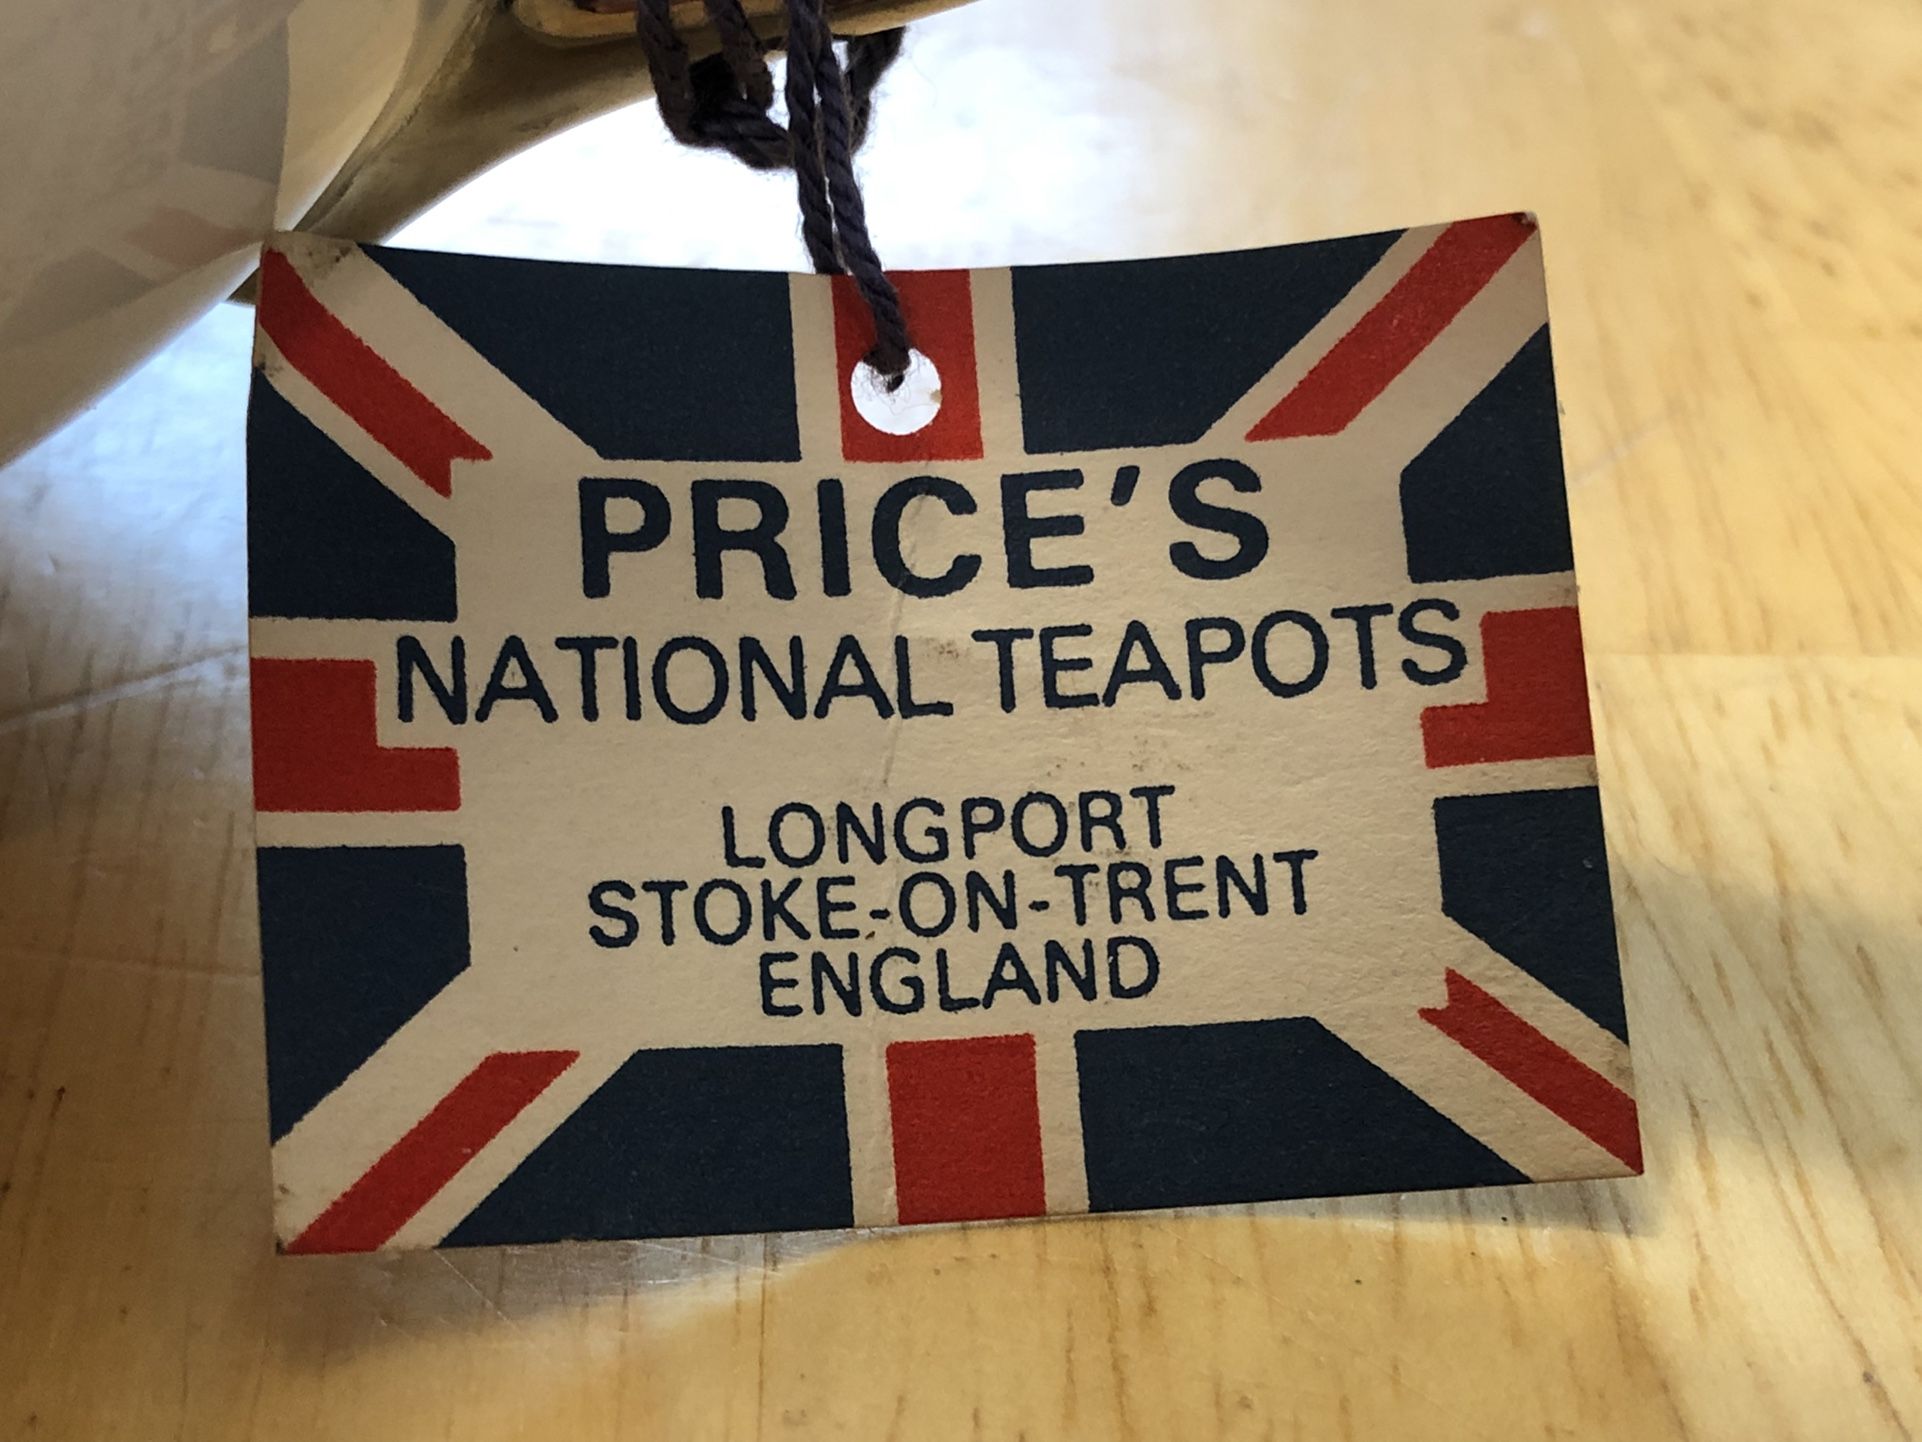 PRICE'S
NATIONAL TEAPOTS
LONGPORT
STOKE-ON-TRENT
ENGLAND